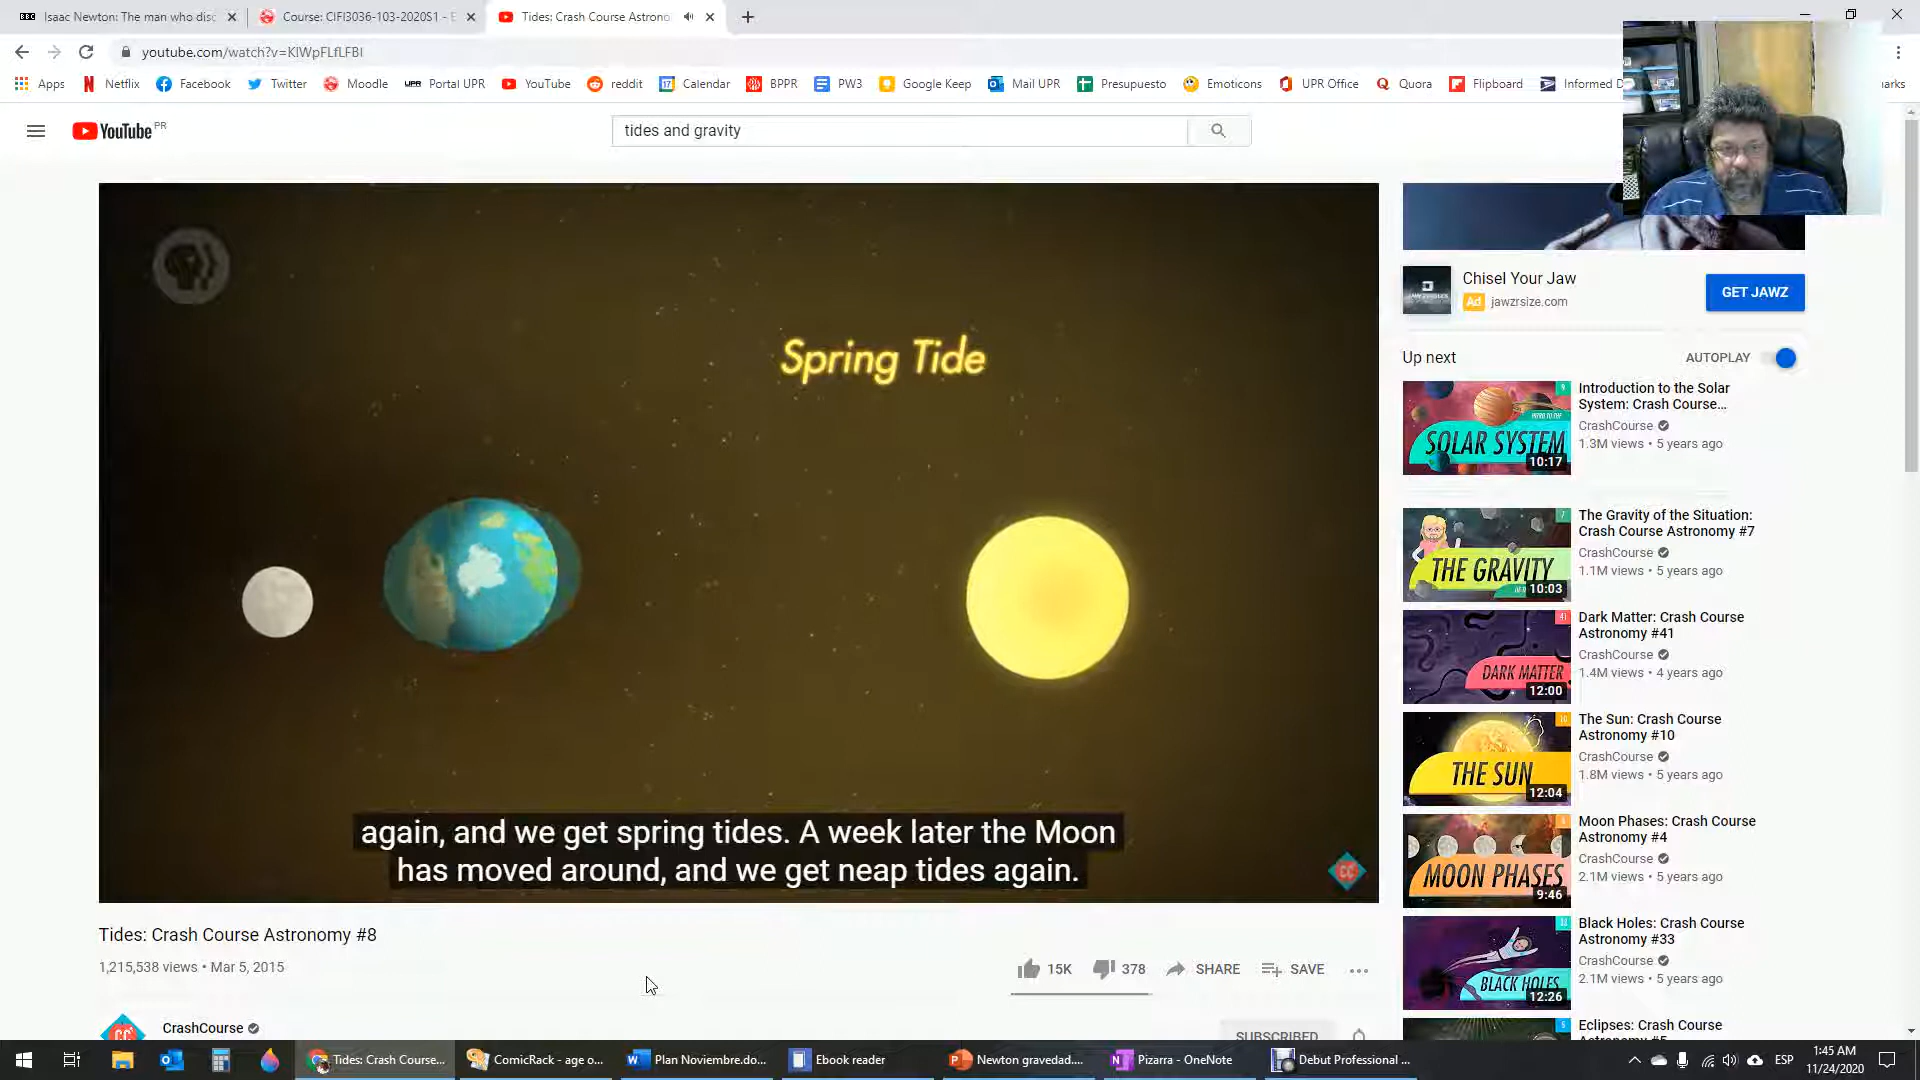 Isaac Newton: The man who disc
Course: CIFI3036-103-2020S1 - E
Tides: Crash Course Astrono
youtube.com/watch?v=KlWpFLfLFBI
Apps
Netflix
Facebook
Twitter
Moodle
UPR Portal UPR
YouTube
reddit
Calendar
BPPR
PW3
Google Keep
Mail UPR
Presupuesto
Emoticons
UPR Office
Quora
Flipboard
Informed D
YouTube PR
tides and gravity
Spring Tide
again, and we get spring tides. A week later the Moon
has moved around, and we get neap tides again.
Tides: Crash Course Astronomy #8
1,215,538 views • Mar 5, 2015
15K
378
SHARE
SAVE
CrashCourse
SUBSCRIBED
Chisel Your Jaw
Ad jawzrsize.com
GET JAWZ
Up next
AUTOPLAY
SOLAR SYSTEM
10:17
Introduction to the Solar
System: Crash Course...
CrashCourse
1.3M views • 5 years ago
THE GRAVITY
10:03
The Gravity of the Situation:
Crash Course Astronomy #7
CrashCourse
1.1M views • 5 years ago
DARK MATTER
12:00
Dark Matter: Crash Course
Astronomy #41
CrashCourse
1.4M views • 4 years ago
THE SUN
12:04
The Sun: Crash Course
Astronomy #10
CrashCourse
1.8M views • 5 years ago
MOON PHASES
9:46
Moon Phases: Crash Course
Astronomy #4
CrashCourse
2.1M views • 5 years ago
BLACK HOLES
12:26
Black Holes: Crash Course
Astronomy #33
CrashCourse
2.1M views • 5 years ago
Eclipses: Crash Course
Tides: Crash Course...
ComicRack - age o...
Plan Noviembre.do...
Ebook reader
Newton gravedad....
Pizarra - OneNote
Debut Professional ...
ESP
1:45 AM
11/24/2020